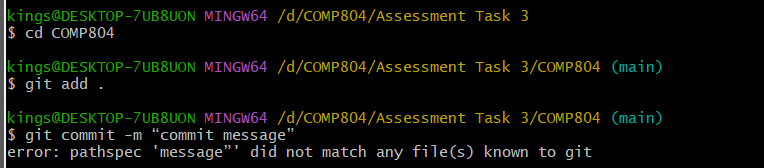 kings@DESKTOP-7UB8UON MINGW64 /d/COMP804/Assessment Task 3
$ cd COMP804
kings@DESKTOP-7UB8UON MINGW64 /d/COMP804/Assessment Task 3/COMP804 (main)
$ git add .
kings@DESKTOP-7UB8UON MINGW64 /d/COMP804/Assessment Task 3/COMP804 (main)
$ git commit -m “commit message”
error: pathspec 'message”' did not match any file(s) known to git